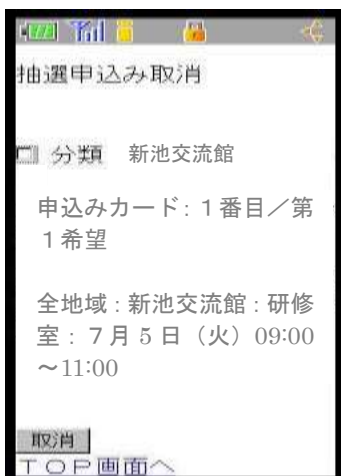 抽選申込み取消
分類 新池交流館
申込みカード：１番目／第
１希望
全地域：新池交流館：研修
室：７月5日（火）09:00
～11:00
取消
ＴＯＰ画面へ